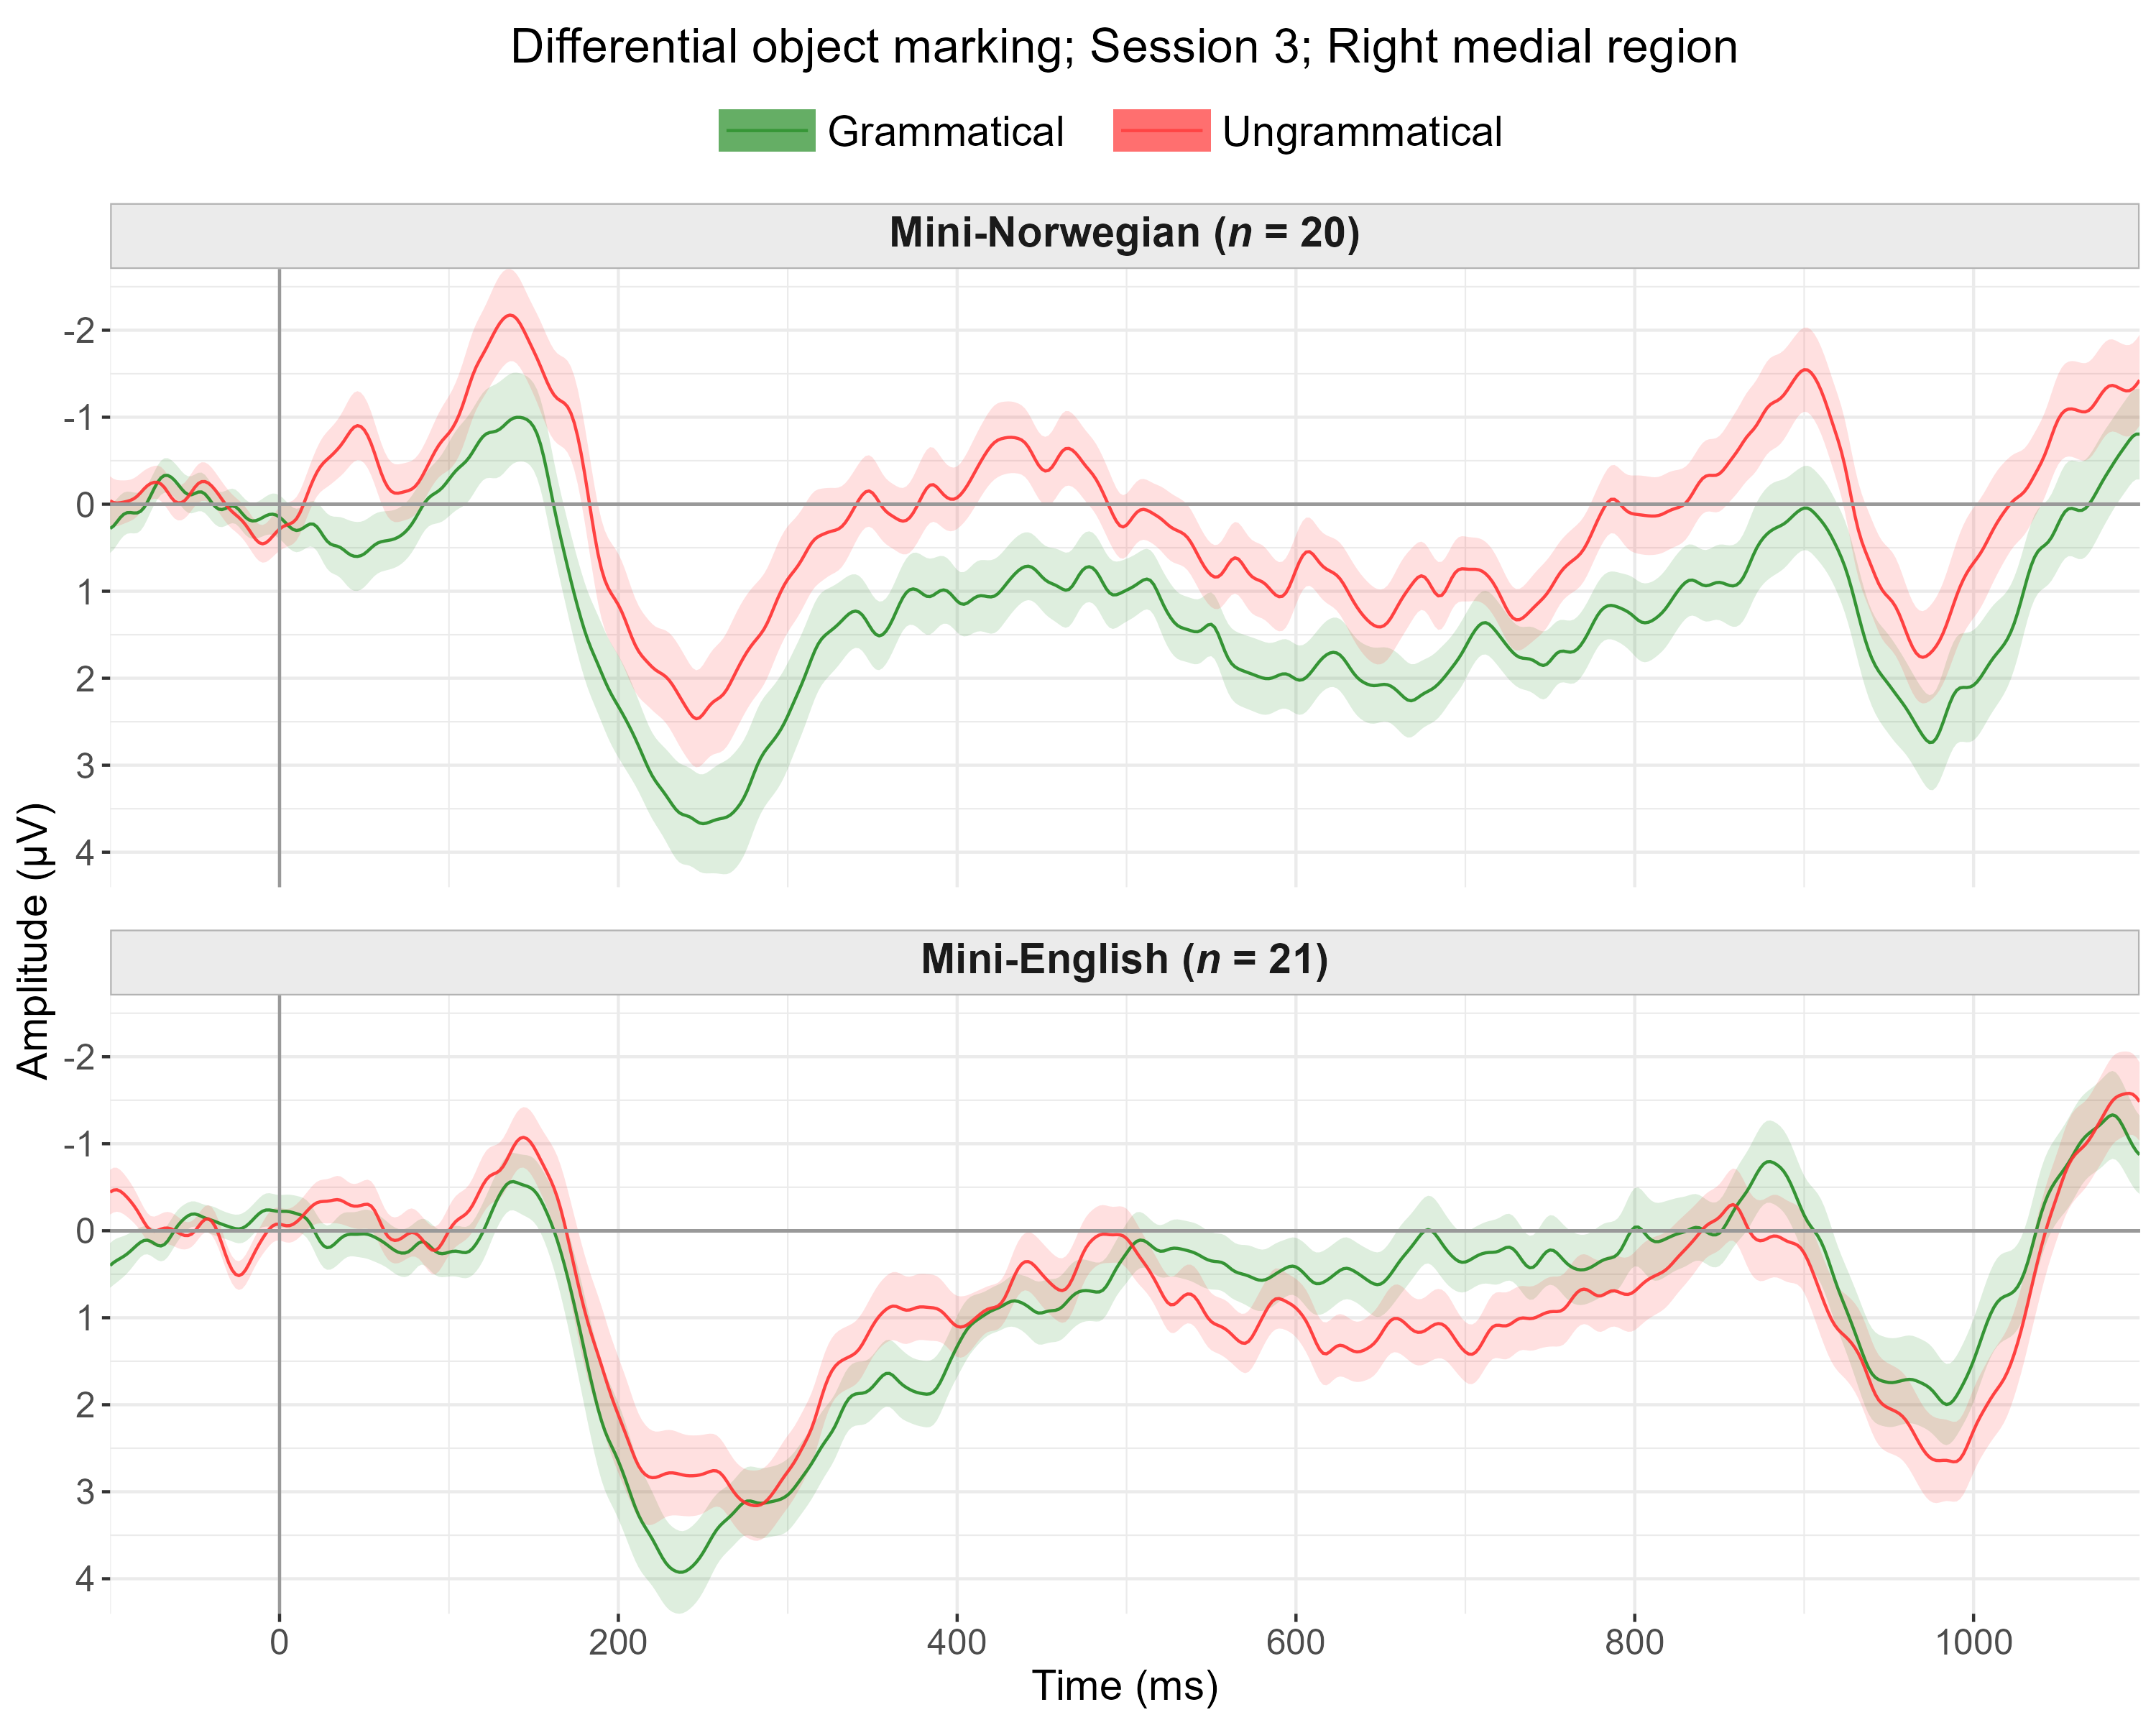 Differential object marking; Session 3; Right medial region
Grammatical Ungrammatical
Mini-Norwegian (n = 20)
-2
-1
0
1
2
3
4
Mini-English (n = 21)
-2
-1
0
1
2
3
4
Amplitude (µV)
0 200 400 600 800 1000
Time (ms)